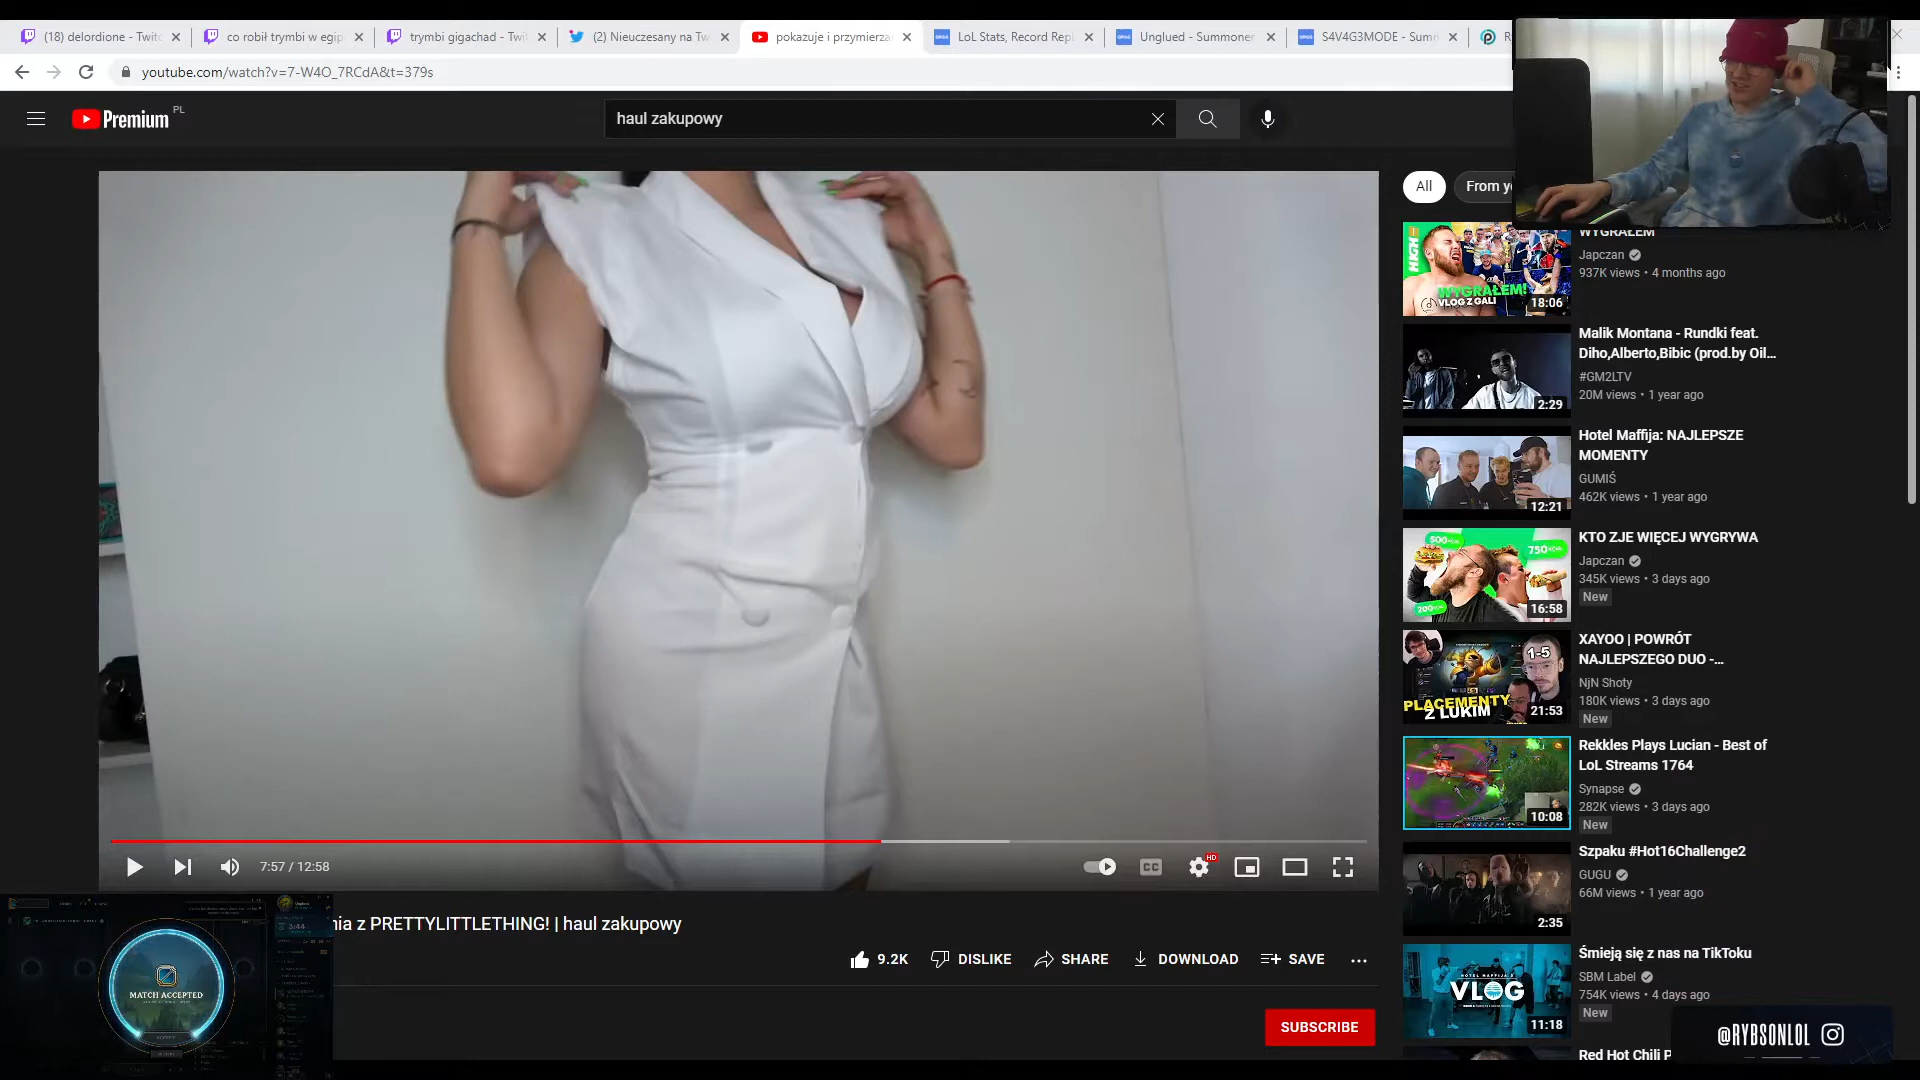 (18) delordione - Twitc
co robił trymbi w egip
trymbi gigachad - Twi
(2) Nieuczesany na Tw
pokazuje i przymierza
LoL Stats, Record Repl
Unglued - Summoner
S4V4G3MODE - Sum
R
youtube.com/watch?v=7-W4O_7RCdA&t=379s
Premium PL
haul zakupowy
All
From y
WYGRAŁEM
Japczan
937K views • 4 months ago
HIGH
WYGRAŁEM!
VLOG Z GALI
18:06
Malik Montana - Rundki feat.
Diho,Alberto,Bibic (prod.by Oil...
#GM2LTV
20M views • 1 year ago
2:29
Hotel Maffija: NAJLEPSZE
MOMENTY
GUMIŚ
462K views • 1 year ago
12:21
KTO ZJE WIĘCEJ WYGRYWA
Japczan
345K views • 3 days ago
New
16:58
XAYOO | POWRÓT
NAJLEPSZEGO DUO -...
NjN Shoty
180K views • 3 days ago
New
1-5
PLACEMENTY
Z LUKIM
21:53
Rekkles Plays Lucian - Best of
LoL Streams 1764
Synapse
282K views • 3 days ago
New
10:08
Szpaku #Hot16Challenge2
GUGU
66M views • 1 year ago
2:35
Śmieją się z nas na TikToku
SBM Label
754K views • 4 days ago
New
VLOG
11:18
Red Hot Chili P
7:57 / 12:58
CC
HD
nia z PRETTYLITTLETHING! | haul zakupowy
9.2K
DISLIKE
SHARE
DOWNLOAD
SAVE
SUBSCRIBE
MATCH ACCEPTED
@RYBSONLOL